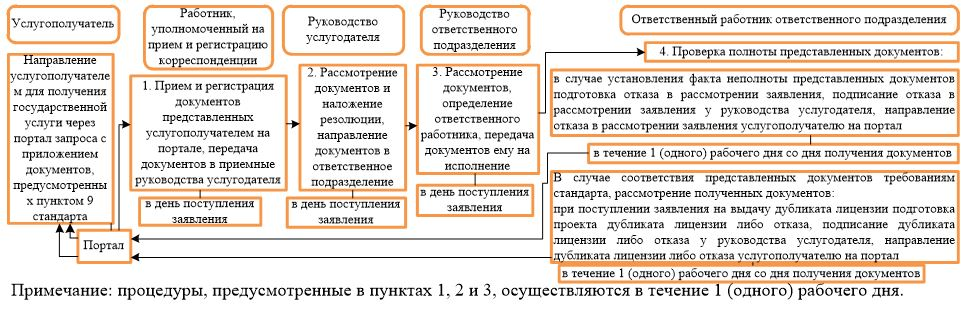 Услугополучатель
Работник,
уполномоченный на
прием и регистрацию
корреспонденции
Руководство
услугодателя
Руководство
ответственного
подразделения
Ответственный работник ответственного подразделения
Направление
услугополучателе
м для получения
государственной
услуги через
портал запроса с
приложением
документов,
предусмотренны
х пунктом 9
стандарта
1. Прием и регистрация
документов
представленных
услугополучателем на
портале, передача
документов в приемные
руководства услугодателя
в день поступления
заявления
2. Рассмотрение
документов и
наложение
резолюции,
направление
документов в
ответственное
подразделение
в день поступления
заявления
3. Рассмотрение
документов,
определение
ответственного
работника, передача
документом ему на
исполнение
в день поступления
заявления
4. Проверка полноты представленных документов:
в случае установления факта неполноты представленных документов
подготовка отказа в рассмотрении заявления, подписание отказа в
рассмотрении заявления у руководства услугодателя, направление
отказа в рассмотрении заявления услугополучателю на портал
в течение 1 (одного) рабочего дня со дня получения документов
В случае соответствия представленных документов требованиям
стандарта, рассмотрение полученных документов:
при поступлении заявления на выдачу дубликата лицензии подготовка
проекта дубликата лицензии либо отказа, подписание дубликата
лицензии либо отказа у руководства услугодателя, направление
дубликата лицензии либо отказа услугополучателю на портал
в течение 1 (одного) рабочего дня со дня получения документов
Портал
Примечание: процедуры, предусмотренные в пунктах 1, 2 и 3, осуществляются в течение 1 (одного) рабочего дня.